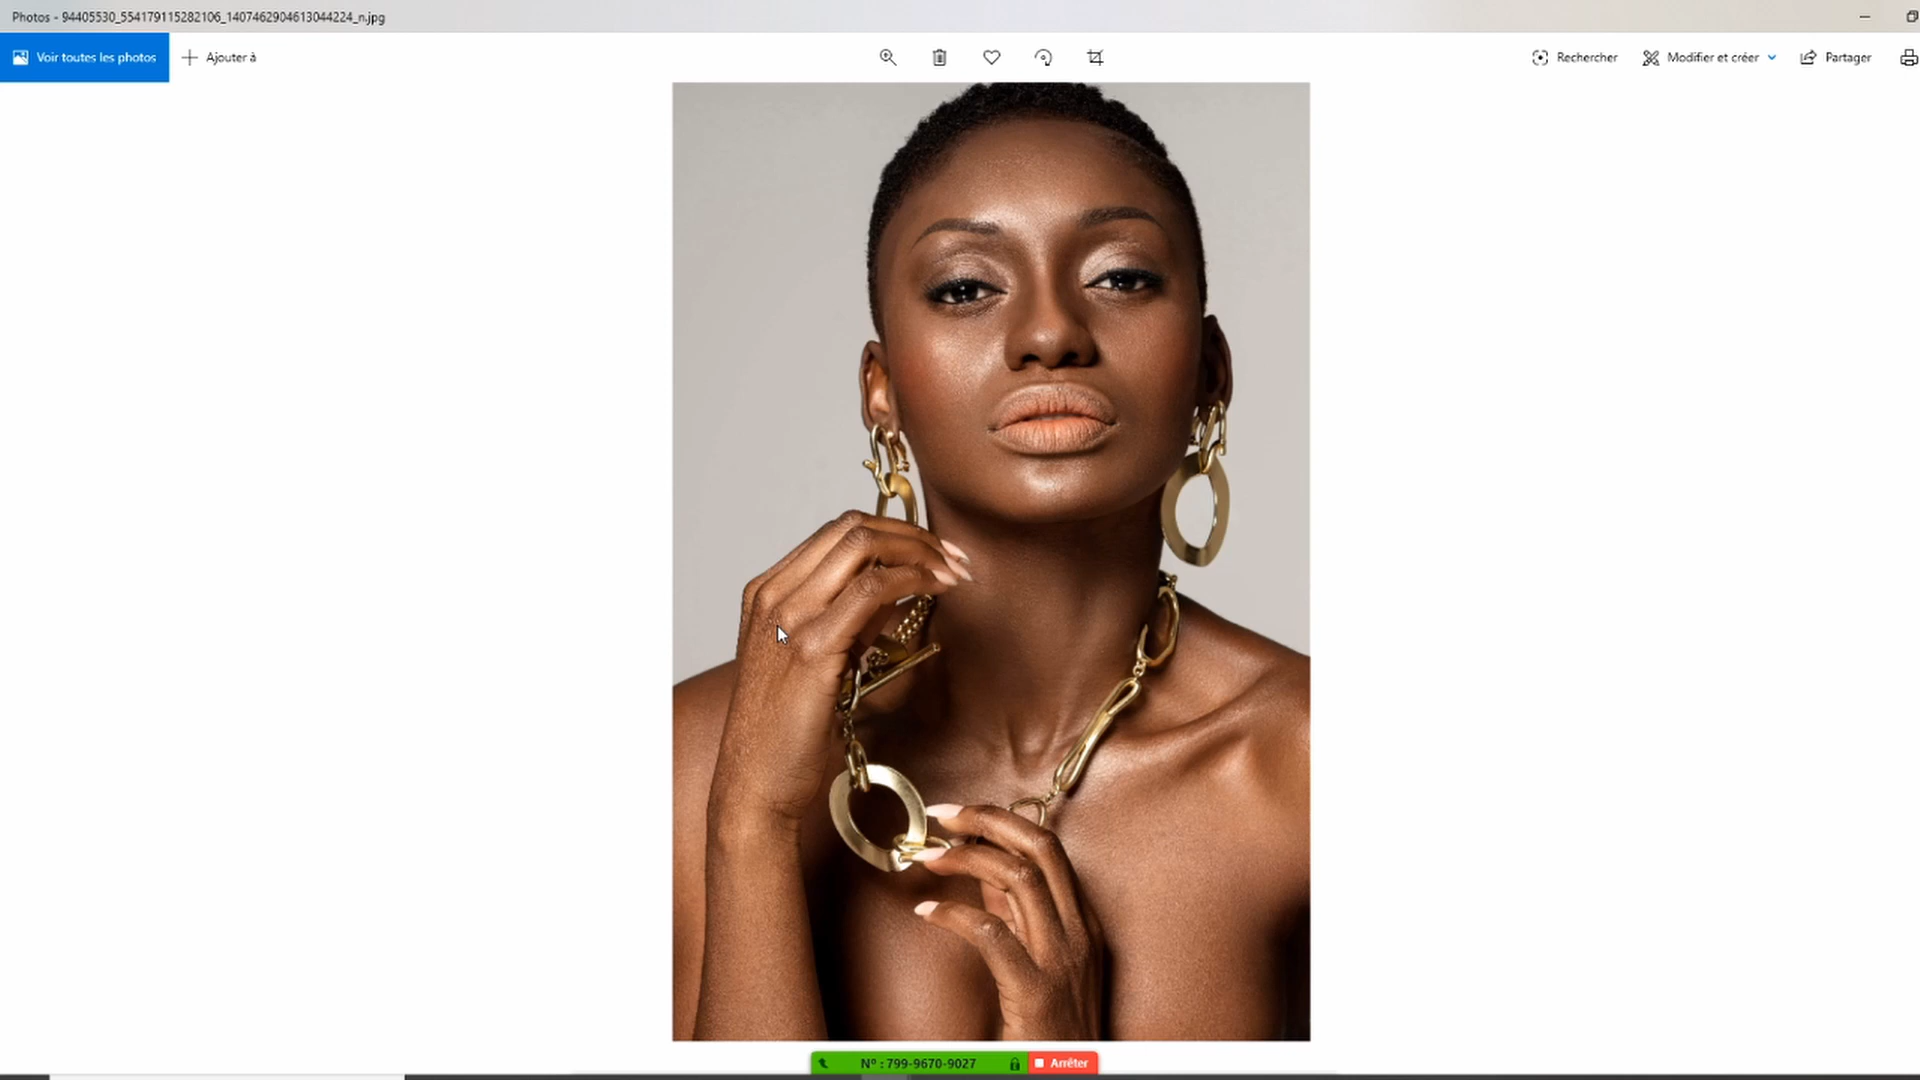 Photos - 94405530_554179115282106_1407462904613044224_n.jpg
Voir toutes les photos
Ajouter à
Rechercher
Modifier et créer
Partager
N° : 799-9670-9027
Arrêter